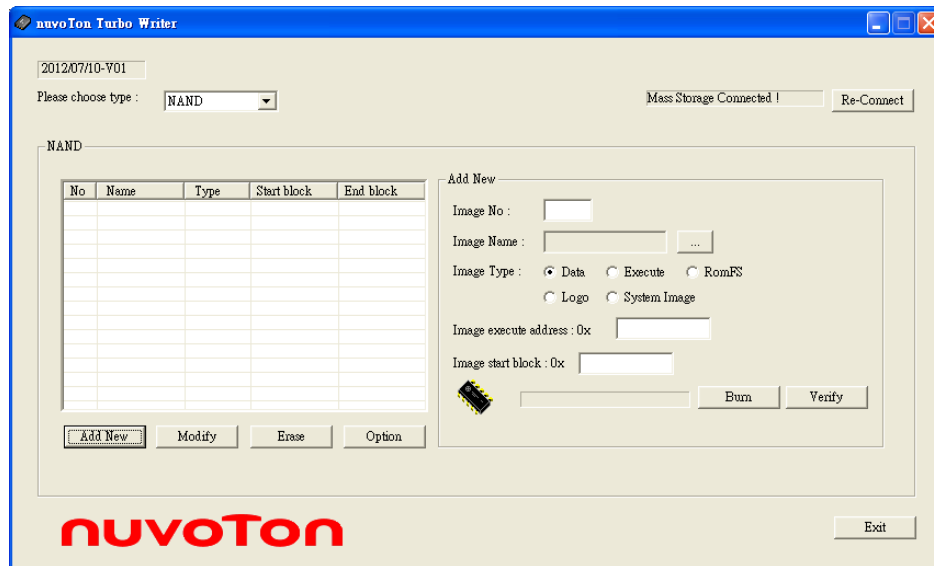 nuvoTon Turbo Writer
2012/07/10-V01
Please choose type : NAND Mass Storage Connected ! Re-Connect
NAND
No Name Type Start block End block
Add New
Image No :
Image Name : ...
Image Type : Data Execute RomFS
Logo System Image
Image execute address : 0x
Image start block : 0x
Burn Verify
Add New Modify Erase Option
nuvoTon
Exit